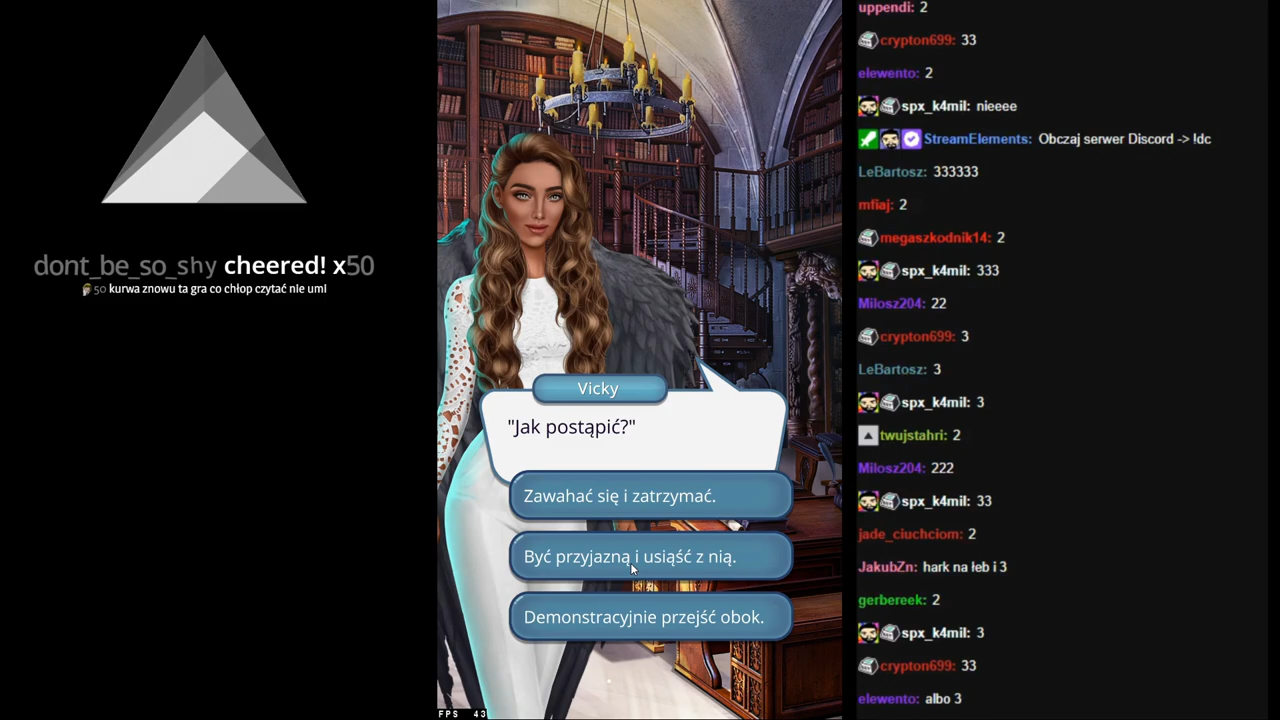 dont_be_so_shy cheered! x50
50 kurwa znowu ta gra co chłop czytać nie umi
Vicky
"Jak postąpić?"
Zawahać się i zatrzymać.
Być przyjazną i usiąść z nią.
Demonstracyjnie przejść obok.
FPS 43
uppendi: 2
crypton699: 33
elewento: 2
spx_k4mil: nieeee
StreamElements: Obczaj serwer Discord -> !dc
LeBartosz: 333333
mfiaj: 2
megaszkodnik14: 2
spx_k4mil: 333
Milosz204: 22
crypton699: 3
LeBartosz: 3
spx_k4mil: 3
twujstahri: 2
Milosz204: 222
spx_k4mil: 33
jade_ciuchciom: 2
JakubZn: hark na łeb i 3
gerbereek: 2
spx_k4mil: 3
crypton699: 33
elewento: albo 3